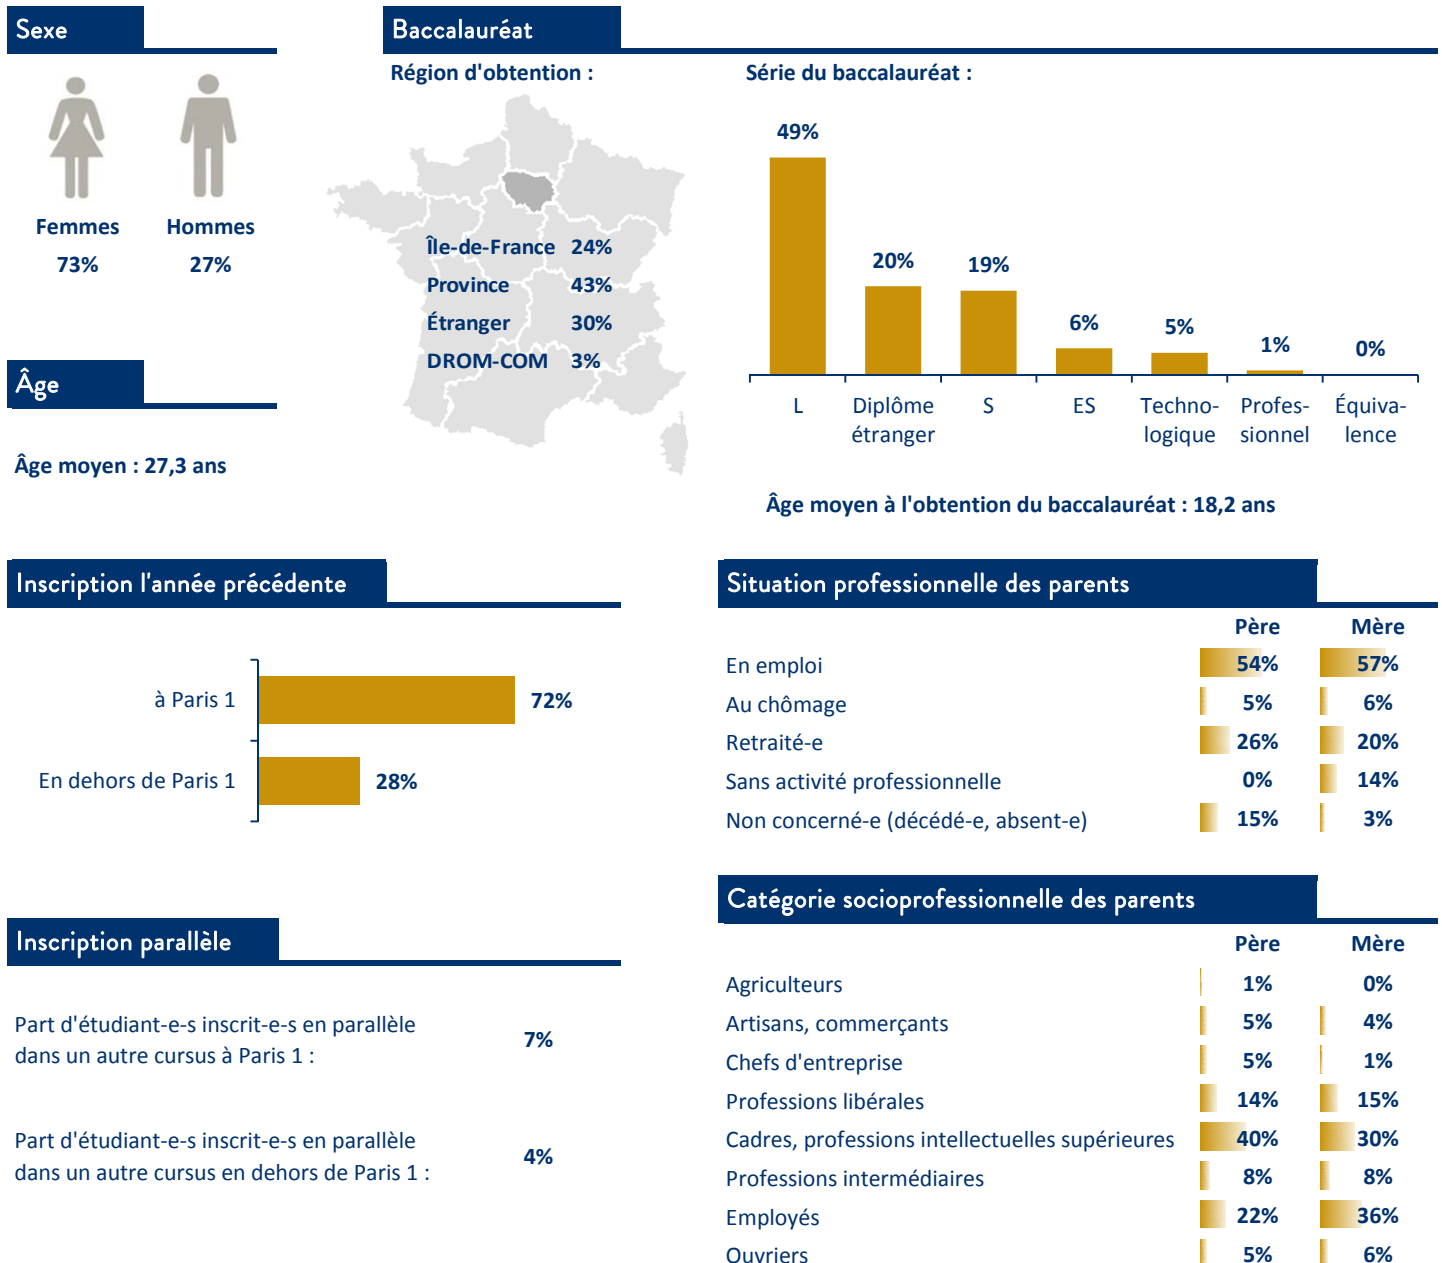 Sexe
Femmes Hommes
73% 27%
Âge
Âge moyen : 27,3 ans
Baccalauréat
Région d'obtention :
Île-de-France 24%
Province 43%
Étranger 30%
DROM-COM 3%
Série du baccalauréat :
49%
20%
19%
6%
5%
1%
0%
L
Diplôme
étranger
S
ES
Techno-
logique
Profes-
sionnel
Équiva-
lence
Âge moyen à l'obtention du baccalauréat : 18,2 ans
Inscription l'année précédente
à Paris 1 72%
En dehors de Paris 1 28%
Inscription parallèle
Part d'étudiant-e-s inscrit-e-s en parallèle
dans un autre cursus à Paris 1 :
7%
Part d'étudiant-e-s inscrit-e-s en parallèle
dans un autre cursus en dehors de Paris 1 :
4%
Situation professionnelle des parents
Père Mère
En emploi 54% 57%
Au chômage 5% 6%
Retraité-e 26% 20%
Sans activité professionnelle 0% 14%
Non concerné-e (décédé-e, absent-e) 15% 3%
Catégorie socioprofessionnelle des parents
Père Mère
Agriculteurs 1% 0%
Artisans, commerçants 5% 4%
Chefs d'entreprise 5% 1%
Professions libérales 14% 15%
Cadres, professions intellectuelles supérieures 40% 30%
Professions intermédiaires 8% 8%
Employés 22% 36%
Ouvriers 5% 6%